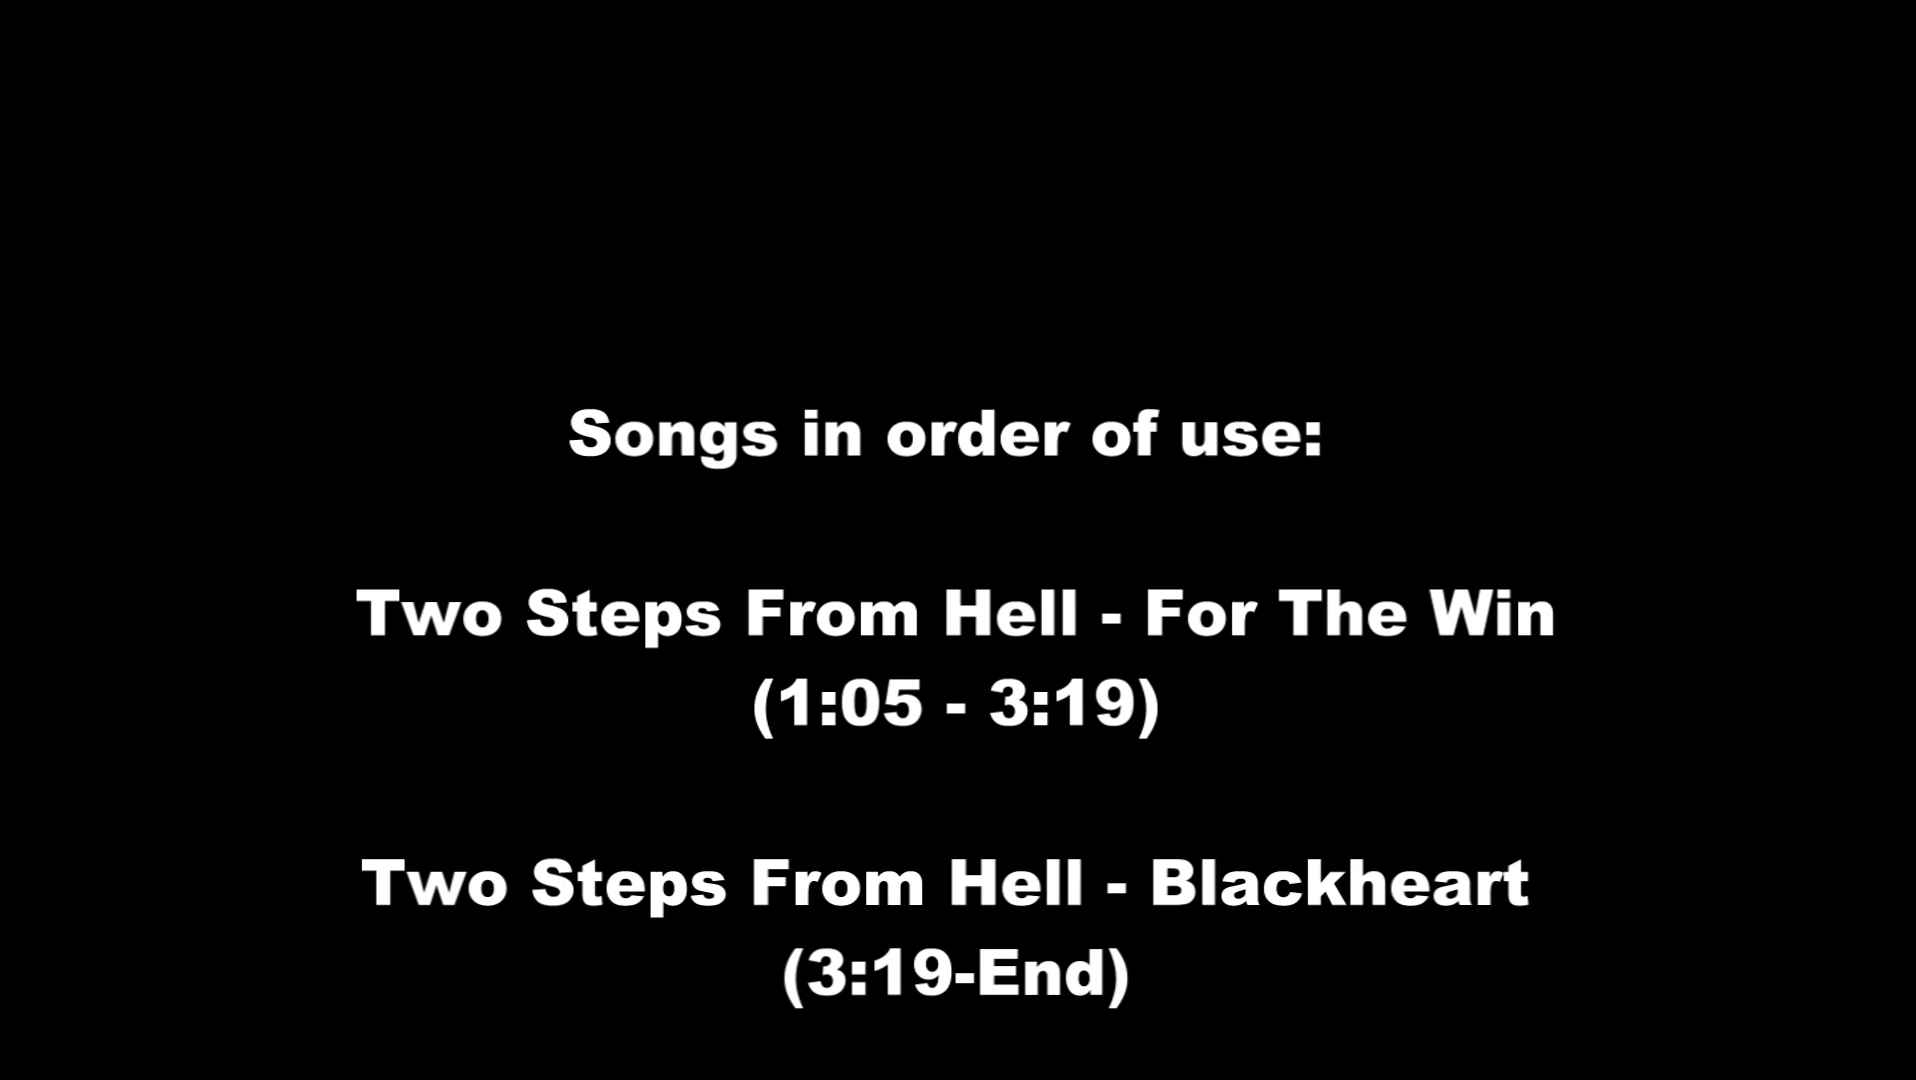 Songs in order of use:
Two Steps From Hell - For The Win
(1:05 - 3:19)
Two Steps From Hell - Blackheart
(3:19-End)